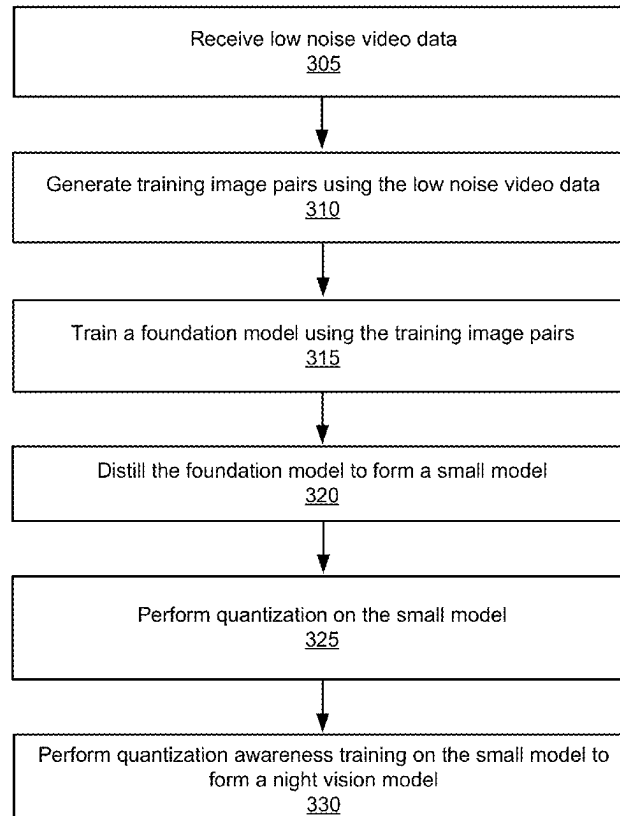 Receive low noise video data
305
Generate training image pairs using the low noise video data
310
Train a foundation model using the training image pairs
315
Distill the foundation model to form a small model
320
Perform quantization on the small model
325
Perform quantization awareness training on the small model to
form a night vision model
330